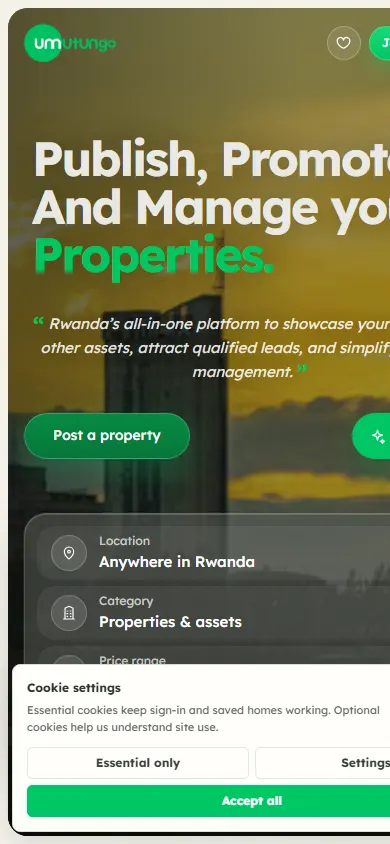 umutungo
J
Publish, Promote
And Manage yo
Properties.
“ Rwanda’s all-in-one platform to showcase your
other assets, attract qualified leads, and simplif
management. ”
Post a property
Location
Anywhere in Rwanda
Category
Properties & assets
Price range
Cookie settings
Essential cookies keep sign-in and saved homes working. Optional
cookies help us understand site use.
Essential only
Settings
Accept all